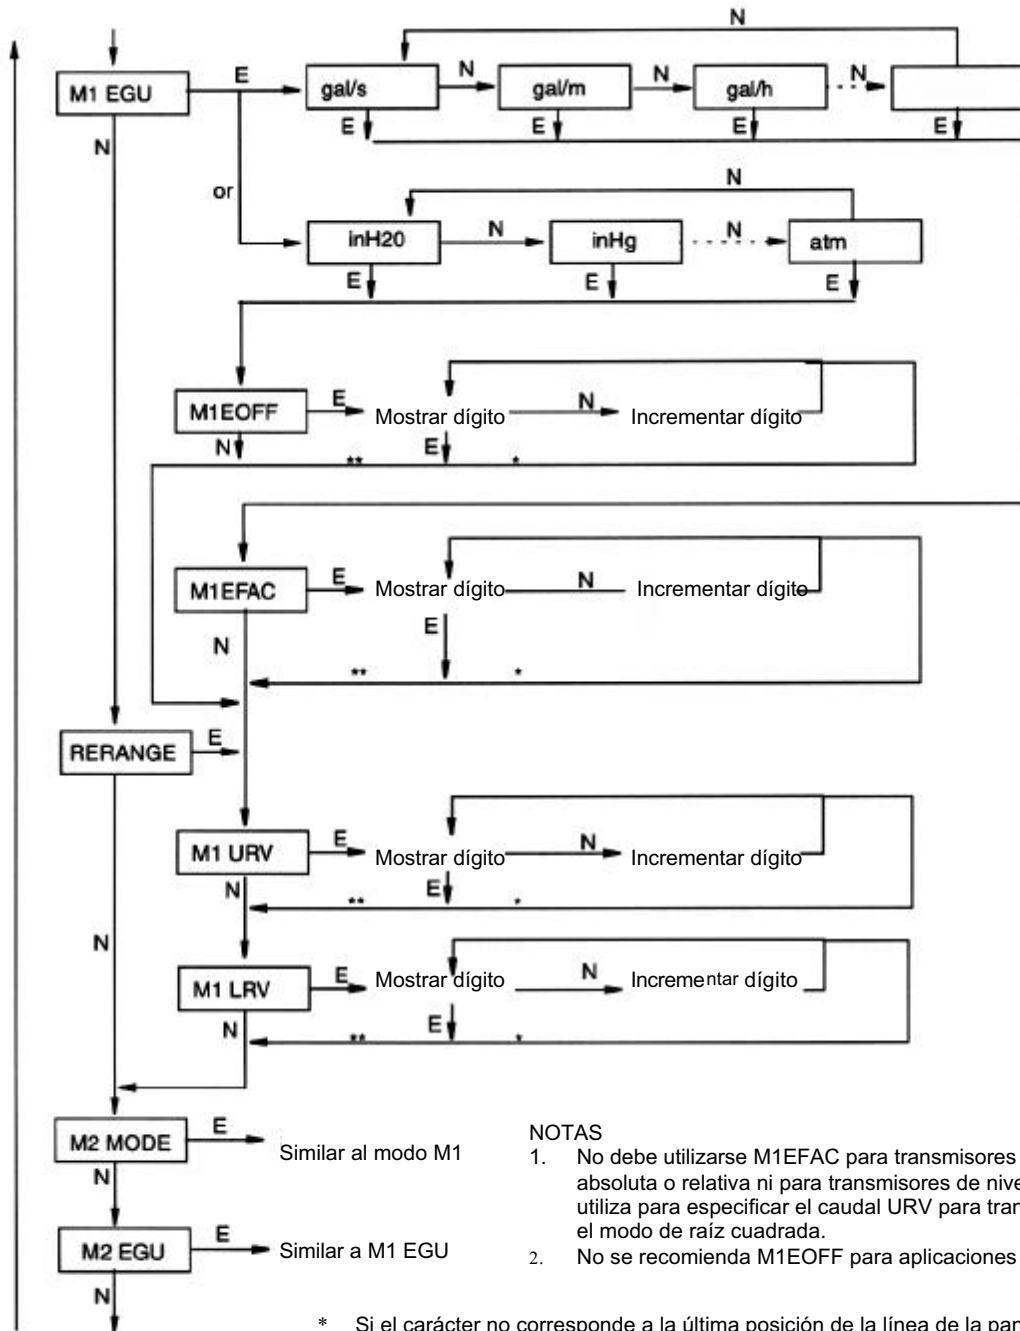 N
M1 EGU
E
gal/s
N
gal/m
N
gal/h
N
E
E
E
E
N
or
N
inH20
N
inHg
N
atm
E
E
E
M1EOFF
E
Mostrar dígito
N
Incrementar dígito
N
E
**
*
M1EFAC
E
Mostrar dígito
N
Incrementar dígito
N
E
**
*
RERANGE
E
M1 URV
E
Mostrar dígito
N
Incrementar dígito
N
E
**
*
N
M1 LRV
E
Mostrar dígito
N
Incrementar dígito
N
E
**
*
M2 MODE
E
Similar al modo M1
N
M2 EGU
E
Similar a M1 EGU
N
NOTAS
1. No debe utilizarse M1EFAC para transmisores
absoluta o relativa ni para transmisores de nive
utiliza para especificar el caudal URV para tran
el modo de raíz cuadrada.
2. No se recomienda M1EOFF para aplicaciones
* Si el carácter no corresponde a la última posición de la línea de la pan